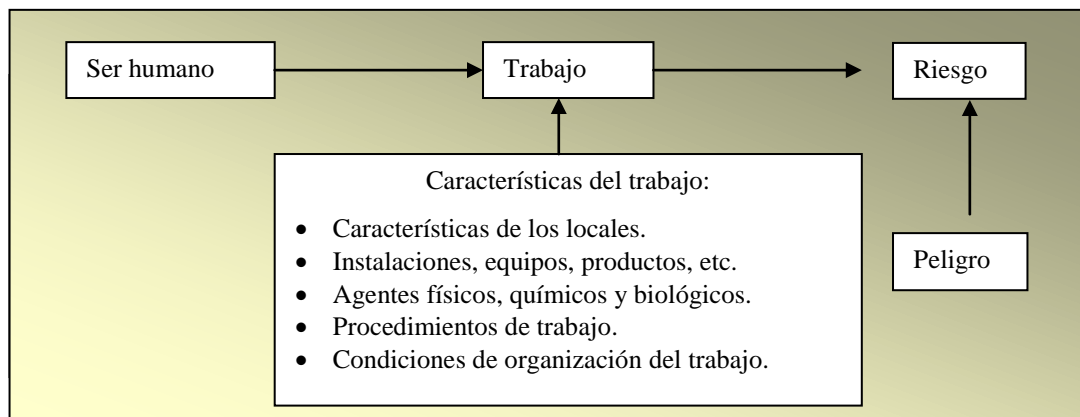 Ser humano
Trabajo
Riesgo
Características del trabajo:
• Características de los locales.
• Instalaciones, equipos, productos, etc.
• Agentes físicos, químicos y biológicos.
• Procedimientos de trabajo.
• Condiciones de organización del trabajo.
Peligro